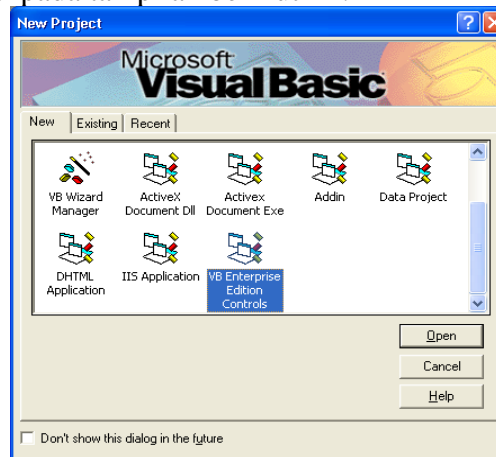 pada
New Project
Microsoft
Visual Basic
New Existing Recent
VB Wizard Manager
ActiveX Document Dll
Activex Document Exe
Addin
Data Project
DHTML Application
IIS Application
VB Enterprise Edition Controls
Open
Cancel
Help
Don't show this dialog in the future